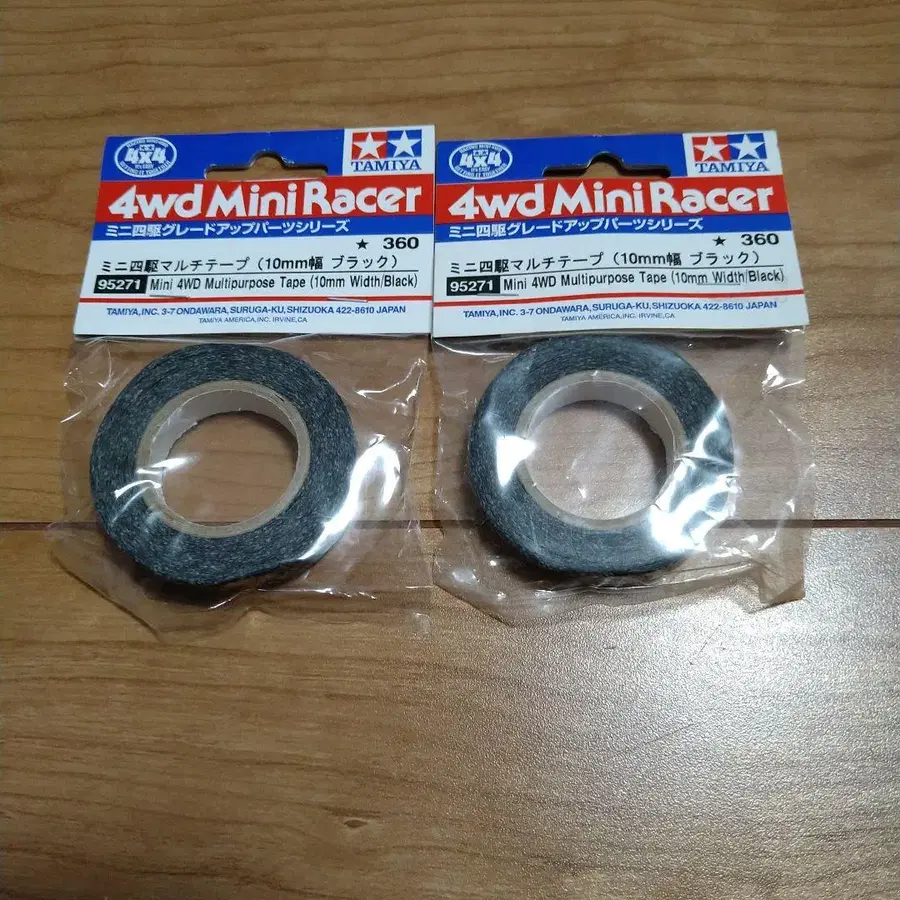 4x4
TAMIYA
4wd Mini Racer
ミニ四駆グレードアップパーツシリーズ
★ 360
ミニ四駆マルチテープ（10mm幅 ブラック）
95271 Mini 4WD Multipurpose Tape (10mm Width/Black)
TAMIYA, INC. 3-7 ONDAWARA, SURUGA-KU, SHIZUOKA 422-8610 JAPAN
TAMIYA AMERICA, INC. IRVINE, CA
4x4
TAMIYA
4wd Mini Racer
ミニ四駆グレードアップパーツシリーズ
★ 360
ミニ四駆マルチテープ（10mm幅 ブラック）
95271 Mini 4WD Multipurpose Tape (10mm Width/Black)
TAMIYA, INC. 3-7 ONDAWARA, SURUGA-KU, SHIZUOKA 422-8610 JAPAN
TAMIYA AMERICA, INC. IRVINE, CA